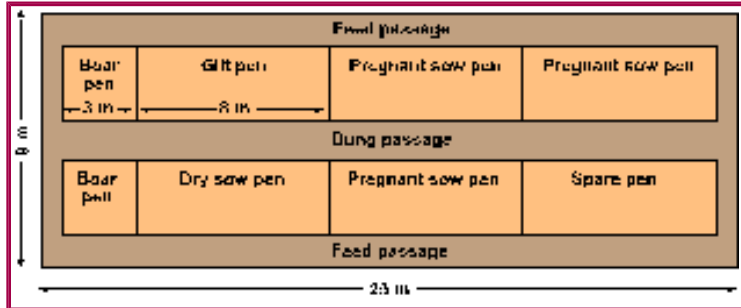 Feed passage
Boar pen
Gilt pen
Pregnant sow pen
Pregnant sow pen
3 m
8 m
Dung passage
Boar pen
Dry sow pen
Pregnant sow pen
Spare pen
Feed passage
m